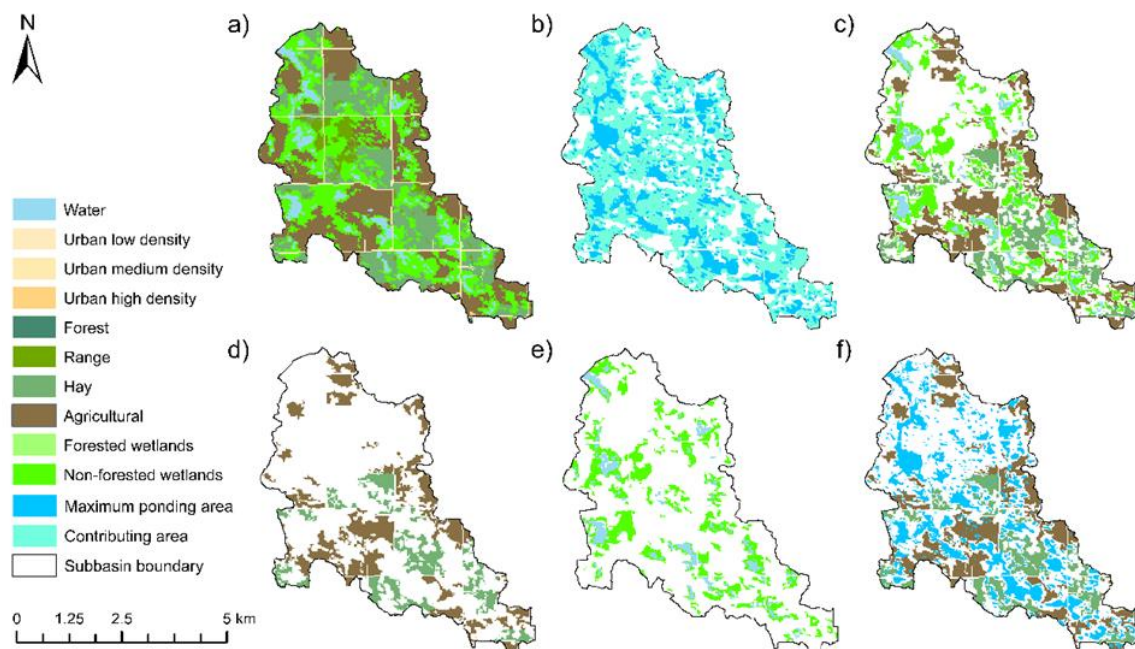 N
a)
b)
c)
Water
Urban low density
Urban medium density
Urban high density
Forest
Range
Hay
Agricultural
Forested wetlands
Non-forested wetlands
Maximum ponding area
Contributing area
Subbasin boundary
0 1.25 2.5 5 km
d)
e)
f)